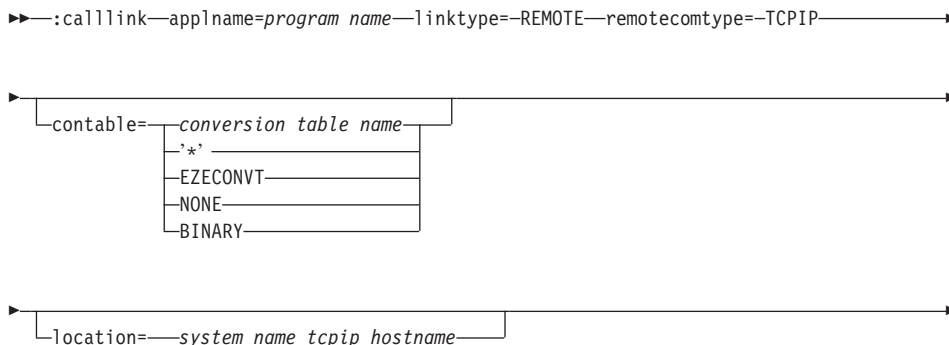 :calllink applname=program name linktype= REMOTE remotecomtype= TCPIP
contable= conversion table name
'*'
EZECONVT
NONE
BINARY
location= system name tcpip hostname